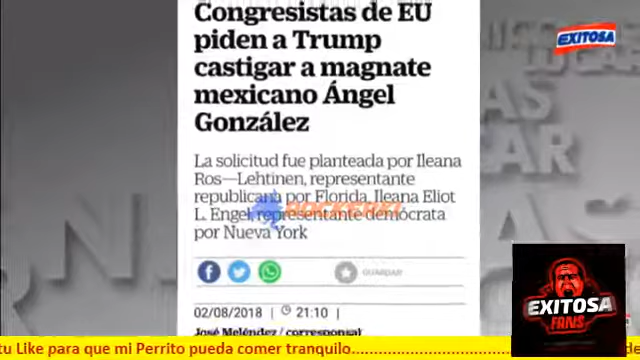 Congresistas de EU
piden a Trump
castigar a magnate
mexicano Ángel
González
EXITOSA
La solicitud fue planteada por Ileana
Ros—Lehtinen, representante
republicana por Florida, Ileana Eliot
L. Engel, representante demócrata
por Nueva York
GUARDAR
02/08/2018 | 21:10 |
José Meléndez / corresponsal
EXITOSA
FANS
tu Like para que mi Perrito pueda comer tranquilo